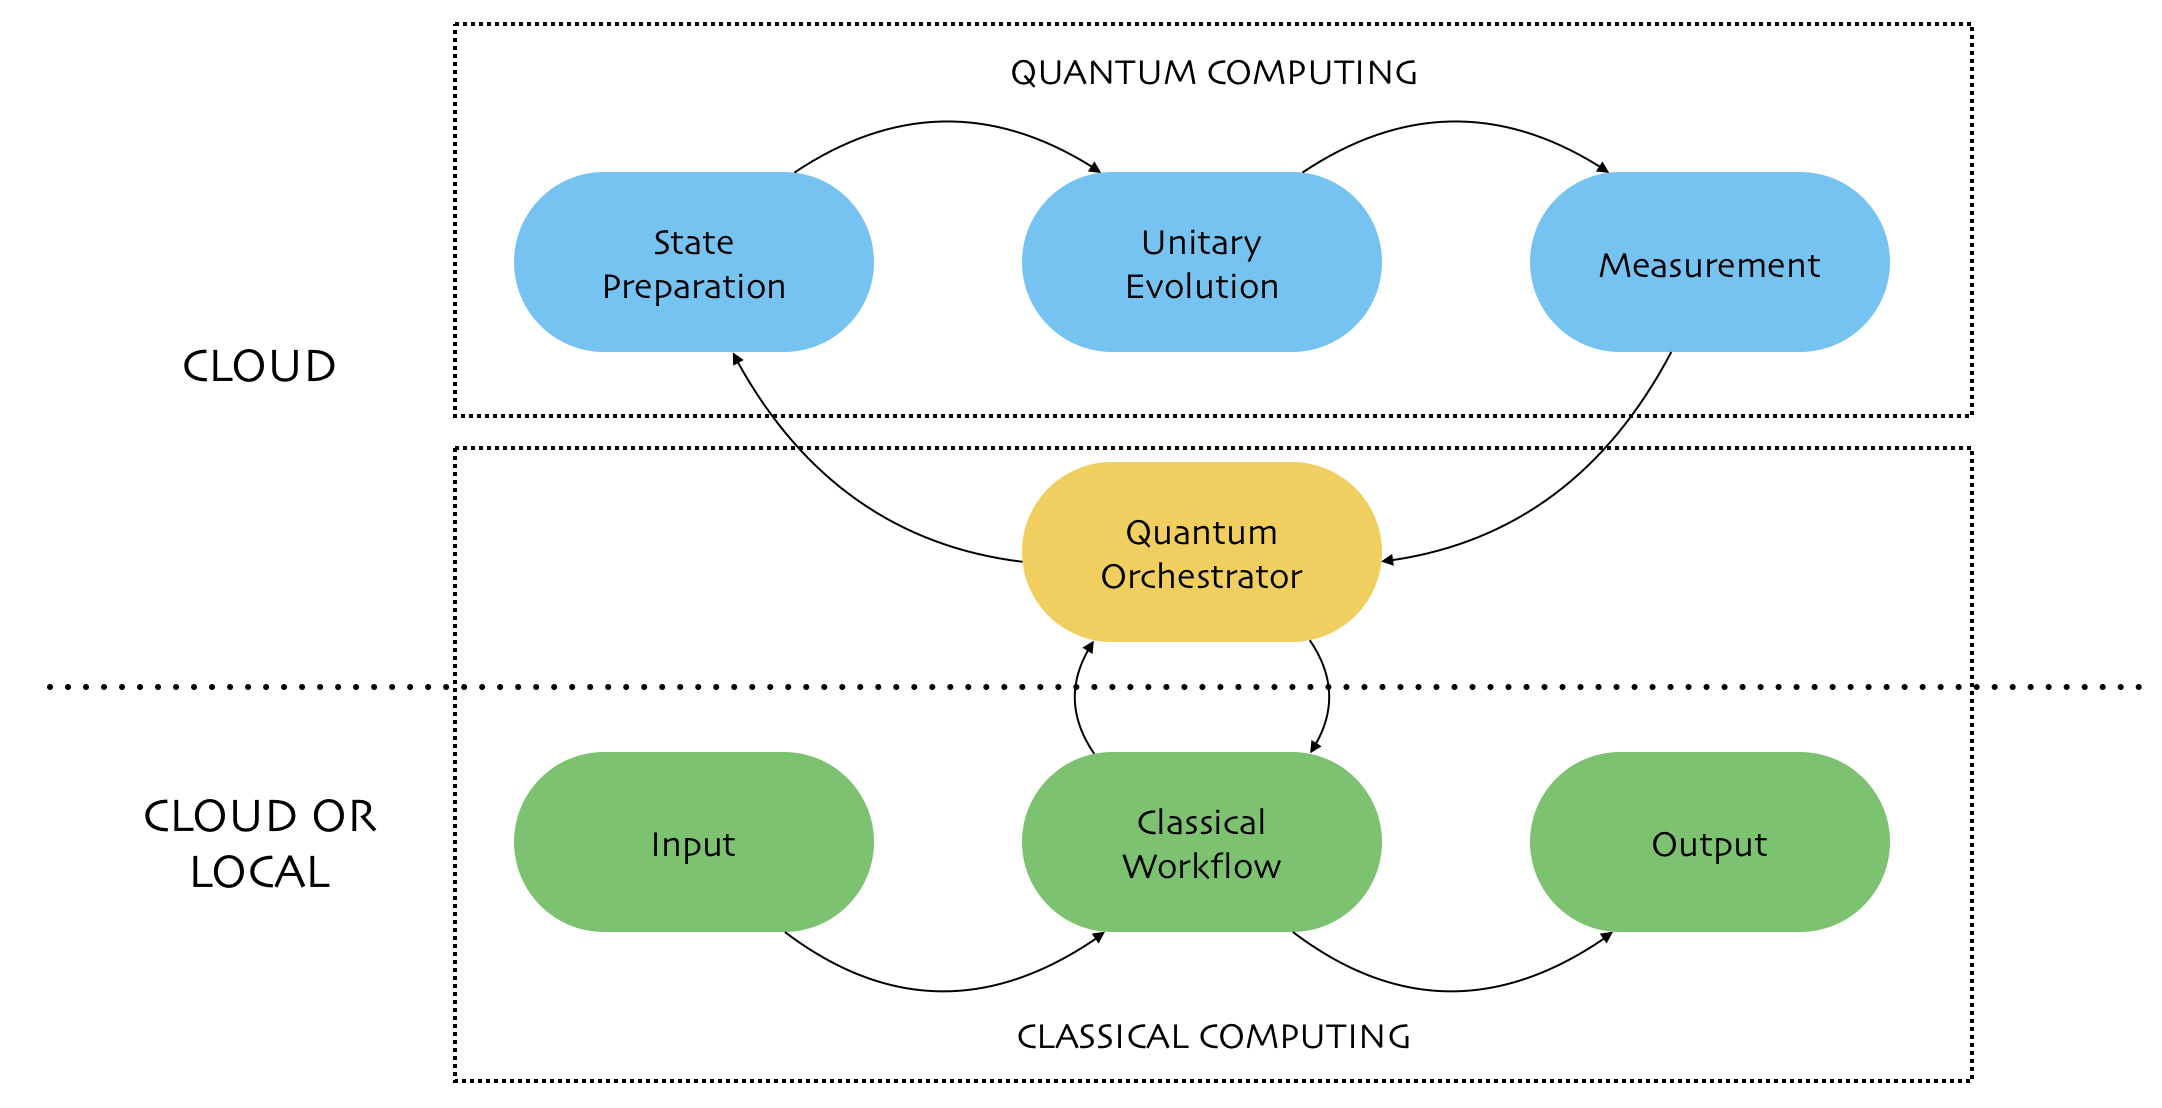 QUANTUM COMPUTING
State
Preparation
Unitary
Evolution
Measurement
CLOUD
Quantum
Orchestrator
CLOUD OR
LOCAL
Input
Classical
Workflow
Output
CLASSICAL COMPUTING